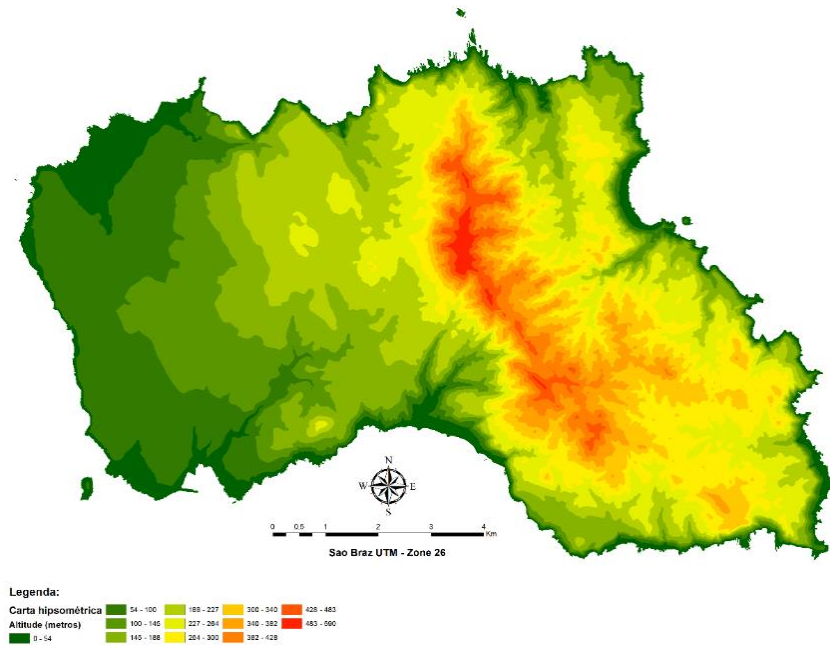 N
W E
S
0 0,5 1 2 3 4
Km
Sao Braz UTM - Zone 26
Legenda:
Carta hipsométrica
Altitude (metros)
0 - 54
54 - 100
100 - 145
145 - 188
188 - 227
227 - 264
264 - 300
300 - 340
340 - 382
382 - 428
428 - 483
483 - 590